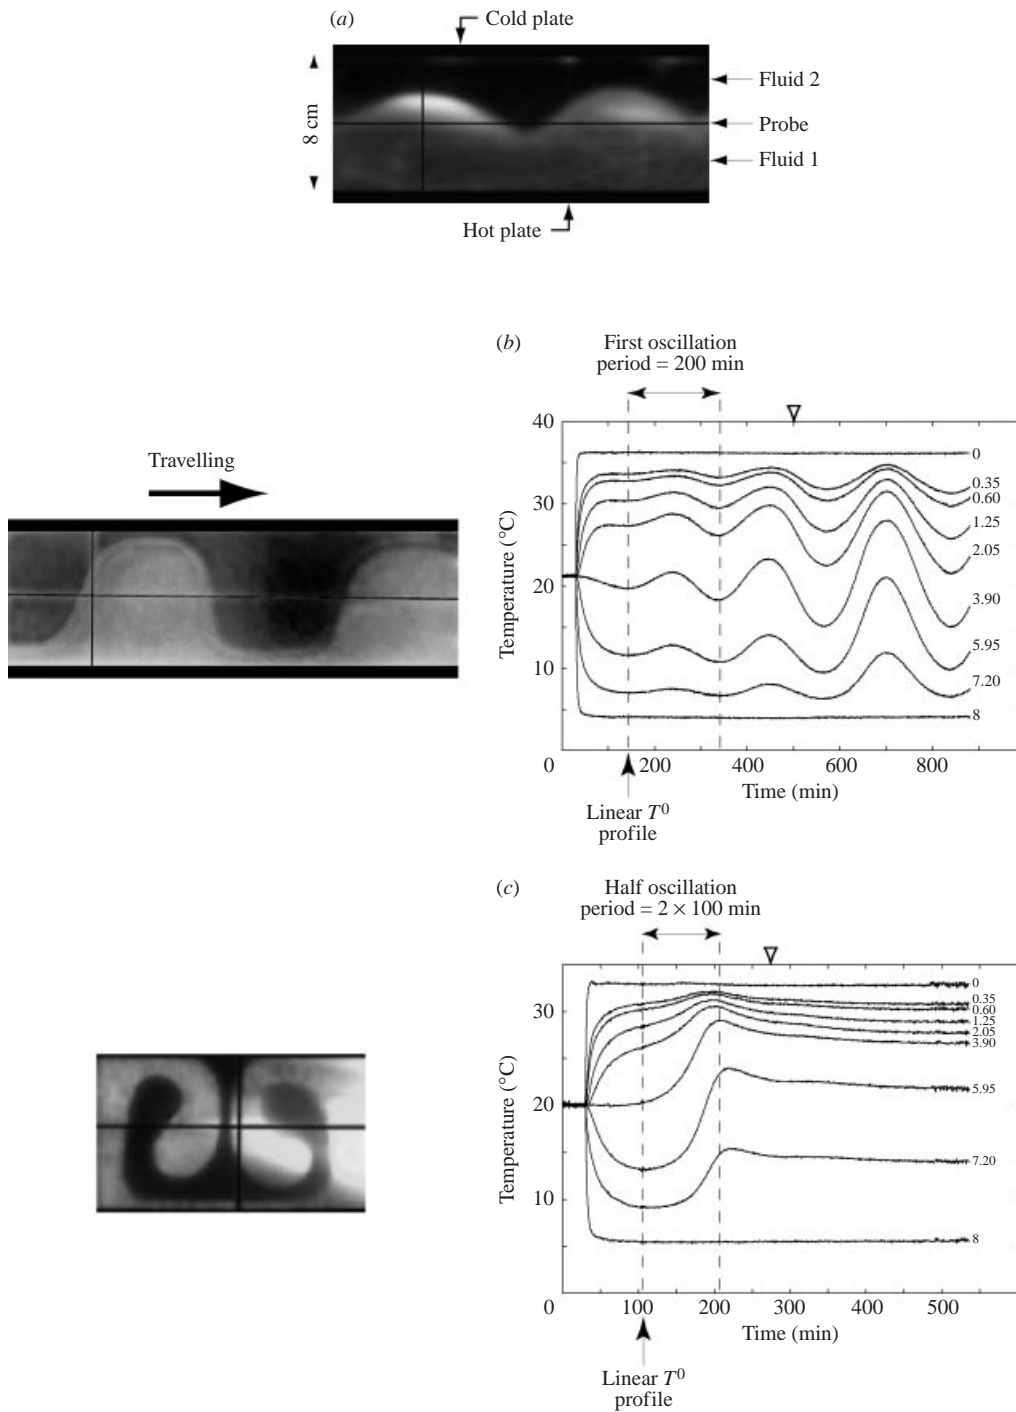 (a)
Cold plate
8 cm
Fluid 2
Probe
Fluid 1
Hot plate
Travelling
(b)
First oscillation
period = 200 min
40
30
20
10
0
Temperature (°C)
0
0.35
0.60
1.25
2.05
3.90
5.95
7.20
8
200
400
600
800
Time (min)
Linear T⁰
profile
(c)
Half oscillation
period = 2 × 100 min
30
20
10
0
Temperature (°C)
0
0.35
0.60
1.25
2.05
3.90
5.95
7.20
8
100
200
300
400
500
Time (min)
Linear T⁰
profile